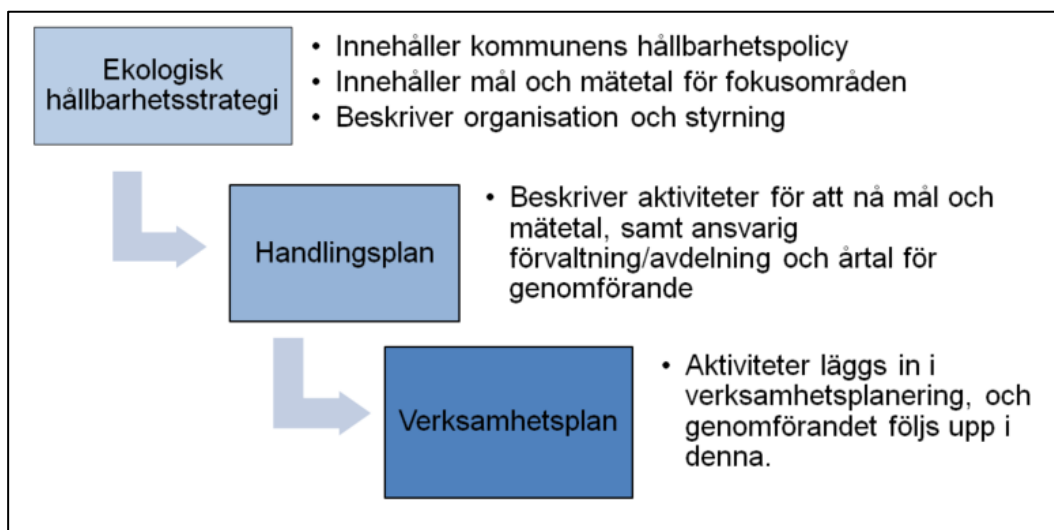 Ekologisk
hållbarhetsstrategi
• Innehåller kommunens hållbarhetspolicy
• Innehåller mål och mätetal för fokusområden
• Beskriver organisation och styrning
Handlingsplan
• Beskriver aktiviteter för att nå mål och
mätetal, samt ansvarig
förvaltning/avdelning och årtal för
genomförande
Verksamhetsplan
• Aktiviteter läggs in i
verksamhetsplanering, och
genomförandet följs upp i
denna.